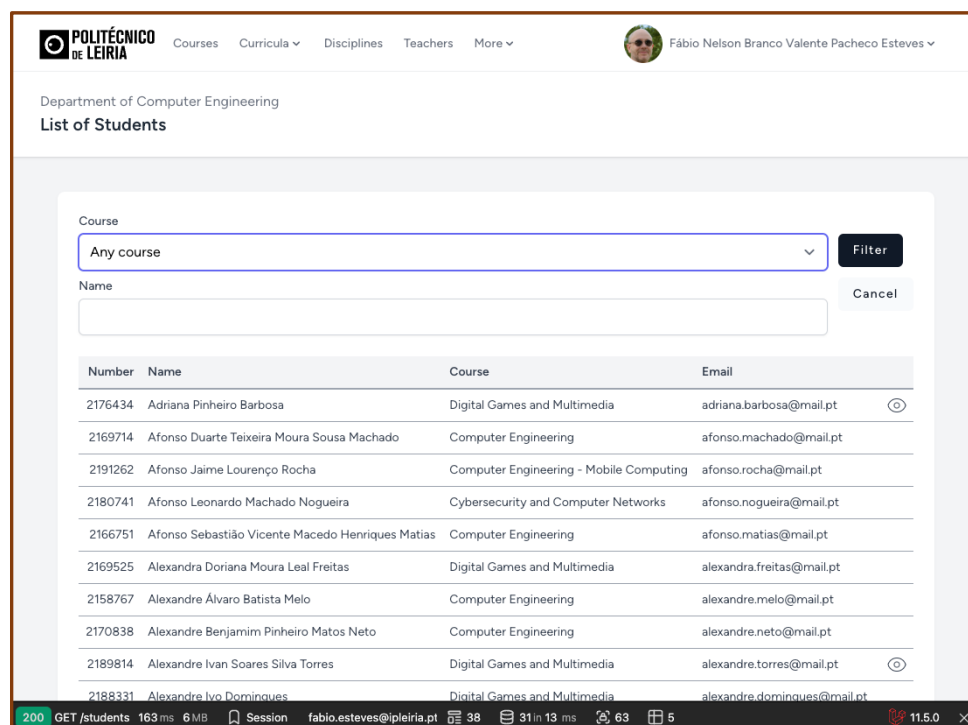 POLITÉCNICO
DE LEIRIA
Courses Curricula Disciplines Teachers More Fábio Nelson Branco Valente Pacheco Esteves
Department of Computer Engineering
List of Students
Course
Any course Filter
Name Cancel
Number Name Course Email
2176434 Adriana Pinheiro Barbosa Digital Games and Multimedia adriana.barbosa@mail.pt
2169714 Afonso Duarte Teixeira Moura Sousa Machado Computer Engineering afonso.machado@mail.pt
2191262 Afonso Jaime Lourenço Rocha Computer Engineering - Mobile Computing afonso.rocha@mail.pt
2180741 Afonso Leonardo Machado Nogueira Cybersecurity and Computer Networks afonso.nogueira@mail.pt
2166751 Afonso Sebastião Vicente Macedo Henriques Matias Computer Engineering afonso.matias@mail.pt
2169525 Alexandra Doriana Moura Leal Freitas Digital Games and Multimedia alexandra.freitas@mail.pt
2158767 Alexandre Álvaro Batista Melo Computer Engineering alexandre.melo@mail.pt
2170838 Alexandre Benjamim Pinheiro Matos Neto Computer Engineering alexandre.neto@mail.pt
2189814 Alexandre Ivan Soares Silva Torres Digital Games and Multimedia alexandre.torres@mail.pt
2188331 Alexandre Ivo Domingues Digital Games and Multimedia alexandre.domingues@mail.pt
200 GET /students 163 ms 6 MB Session fabio.esteves@ipleiria.pt 38 31 in 13 ms 63 5 11.5.0